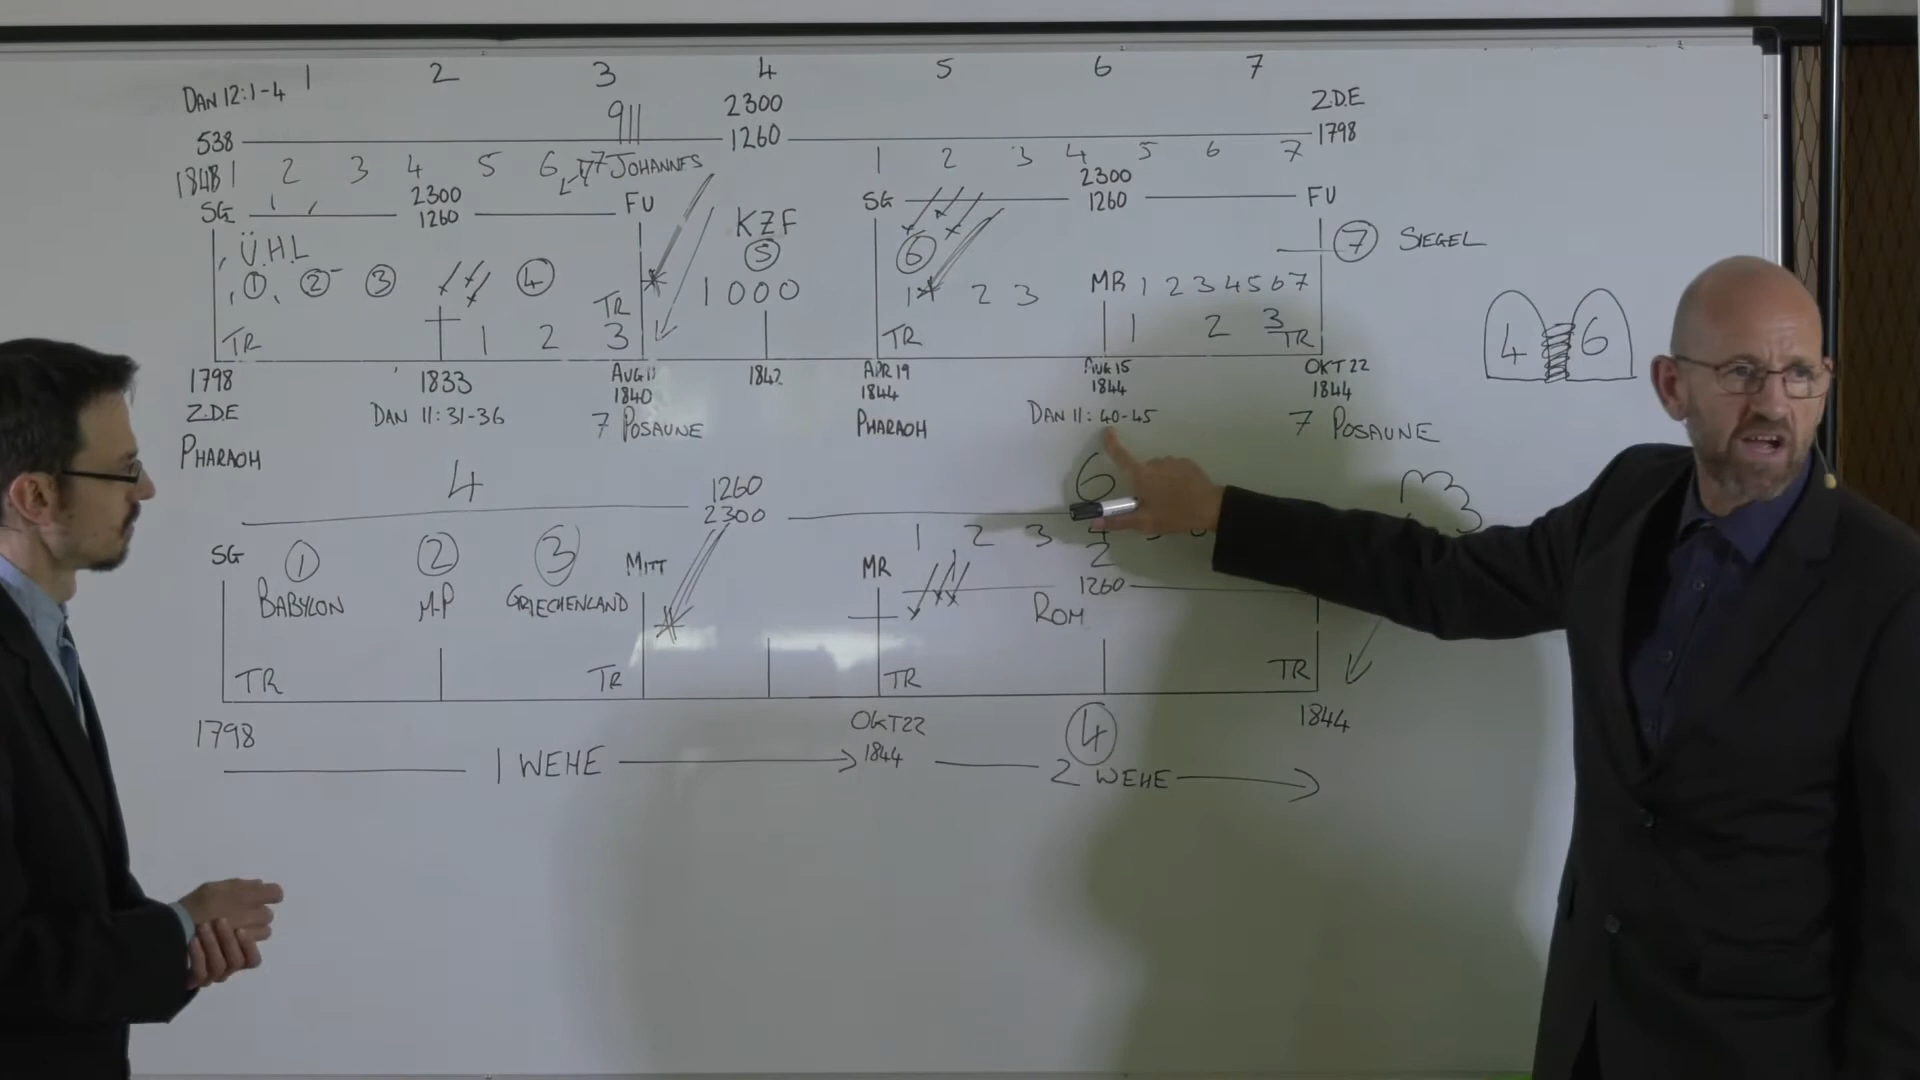 1 2 3 4 5 6 7
DAN 12:1-4 911 2300 Z.D.E
538 1260 1798
1 2 3 4 5 6 7
1848 1 2 3 4 5 6 7 JOHANNES
2300 2300
SG 1260 FU SG 1260 FU
KZF
Ü.H.L 5 6 7 SIEGEL
1 2 3 4 1000 1 2 3 MR 1 2 3 4 5 6 7
TR 1 2 3 TR TR 1 2 3 TR 4 6
1798 1833 AUG 11 1842 APR 19 AUG 15 OKT 22
1840 1844 1844 1844
Z.D.E DAN 11:31-36 7 POSAUNE PHARAOH DAN 11:40-45 7 POSAUNE
PHARAOH
4 1260 6
2300
1 2 3 4
SG 1 2 3 MITT MR 2
1260
BABYLON M-P GRIECHENLAND ROM
TR TR TR TR
1798 OKT 22 4 1844
1 WEHE 1844 2 WEHE